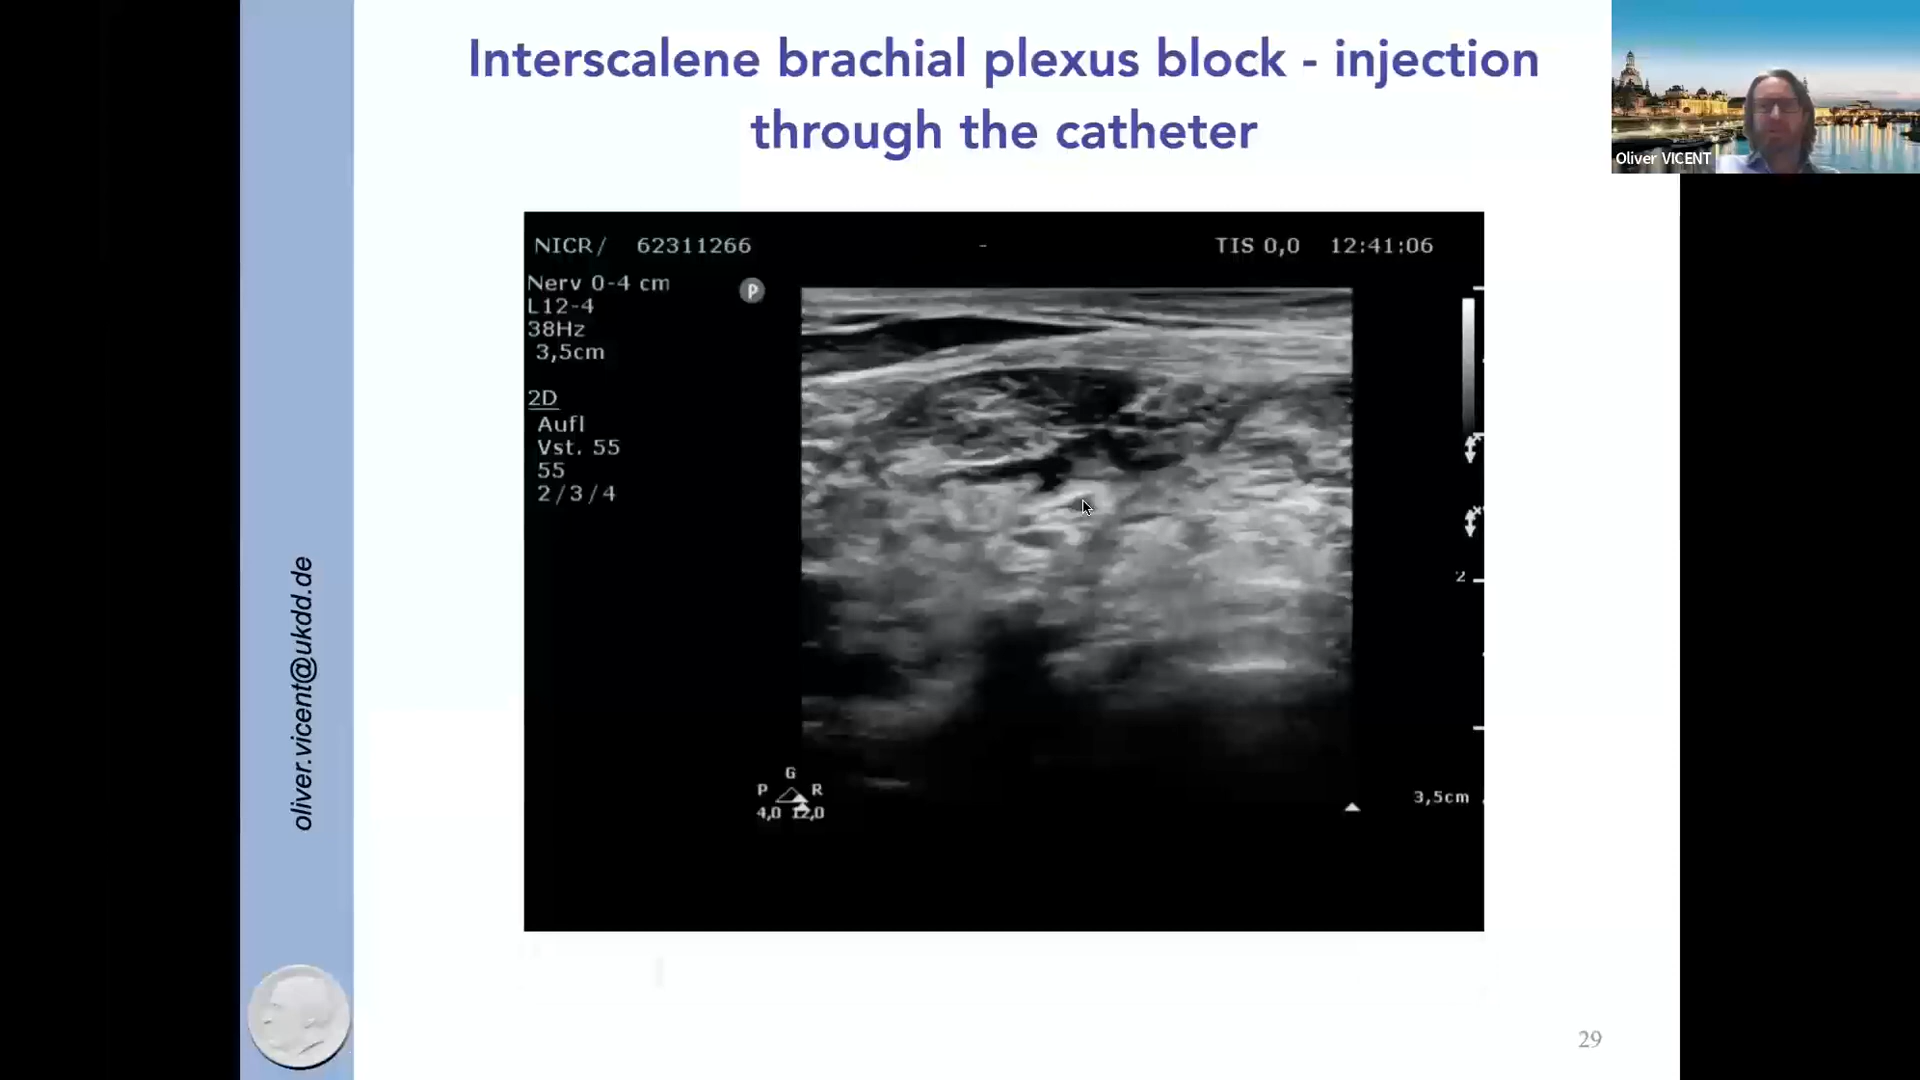 Interscalene brachial plexus block - injection
through the catheter
Oliver VICENT
NICR/ 62311266 - TIS 0,0 12:41:06
Nerv 0-4 cm
P
L12-4
38Hz
3,5cm
2D
Aufl
Vst. 55
55
2/3/4
2
G
P R
4,0 12,0
3,5cm
oliver.vicent@ukdd.de
29